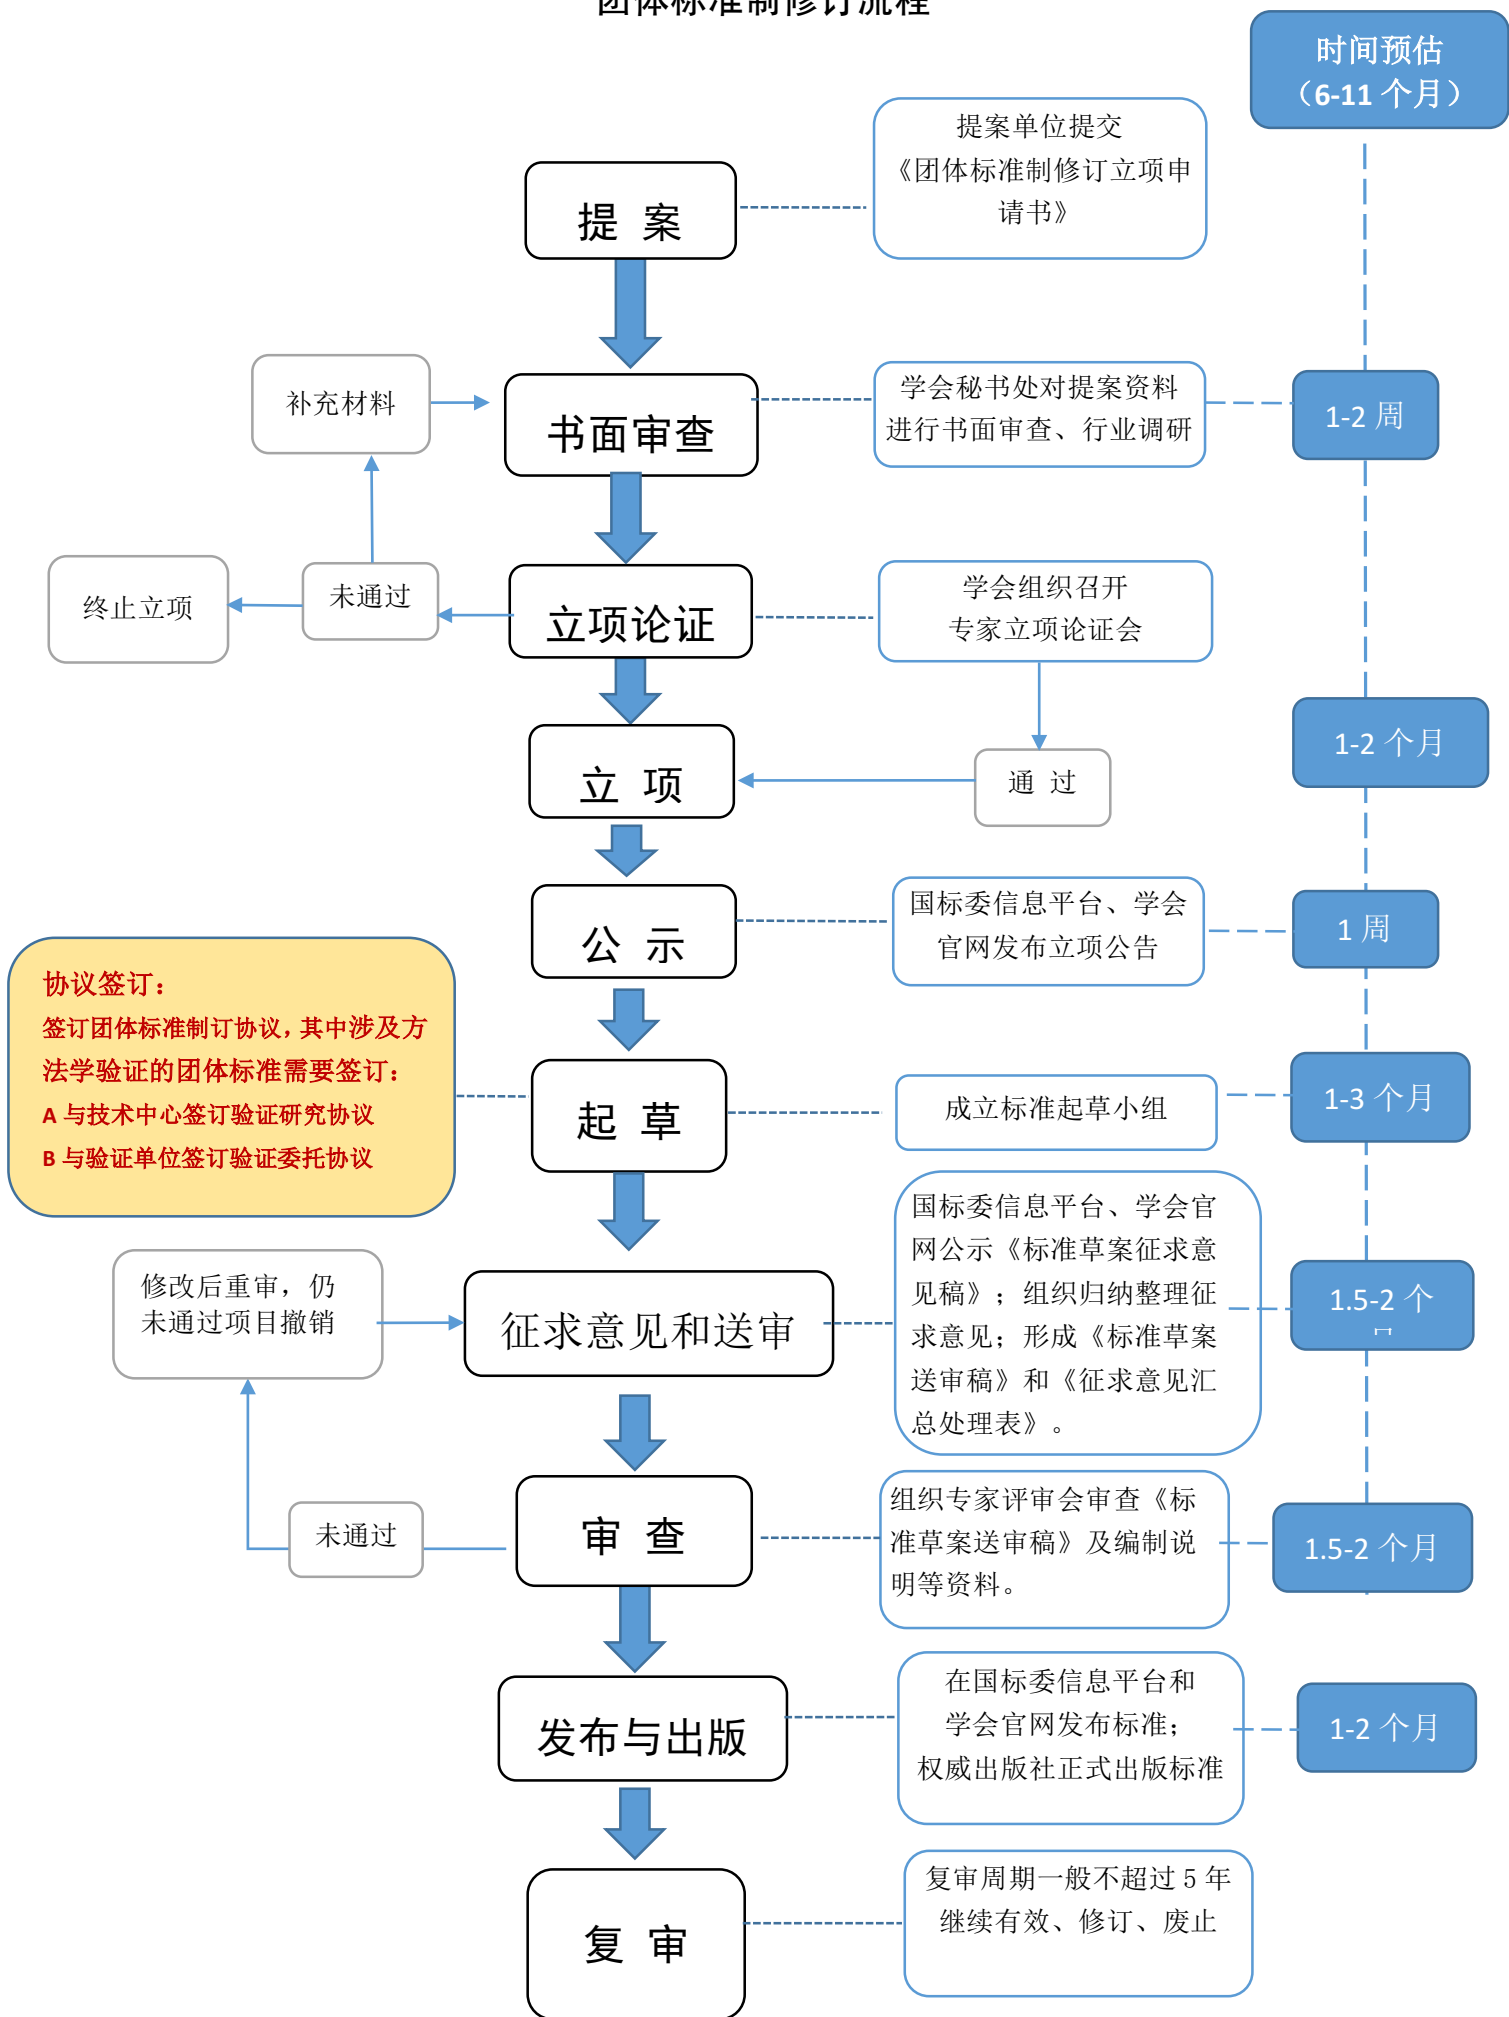 团体标准制修订流程
时间预估
（6-11 个月）
提案单位提交
《团体标准制修订立项申
请书》
提 案
补充材料
书面审查
学会秘书处对提案资料
进行书面审查、行业调研
1-2 周
终止立项
未通过
立项论证
学会组织召开
专家立项论证会
1-2 个月
立 项
通 过
公 示
国标委信息平台、学会
官网发布立项公告
1 周
协议签订：
签订团体标准制订协议，其中涉及方
法学验证的团体标准需要签订：
A 与技术中心签订验证研究协议
B 与验证单位签订验证委托协议
起 草
成立标准起草小组
1-3 个月
修改后重审，仍
未通过项目撤销
征求意见和送审
国标委信息平台、学会官
网公示《标准草案征求意
见稿》；组织归纳整理征
求意见；形成《标准草案
送审稿》和《征求意见汇
总处理表》。
1.5-2 个
未通过
审 查
组织专家评审会审查《标
准草案送审稿》及编制说
明等资料。
1.5-2 个月
发布与出版
在国标委信息平台和
学会官网发布标准；
权威出版社正式出版标准
1-2 个月
复 审
复审周期一般不超过 5 年
继续有效、修订、废止